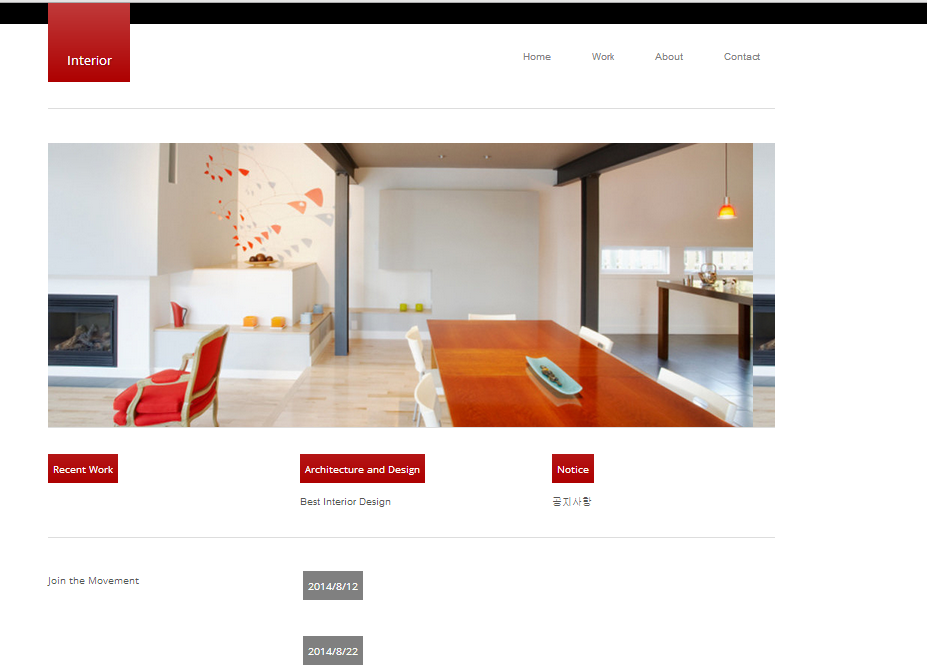 Interior
Home Work About Contact
Recent Work
Architecture and Design
Notice
Best Interior Design
공지사항
Join the Movement
2014/8/12
2014/8/22